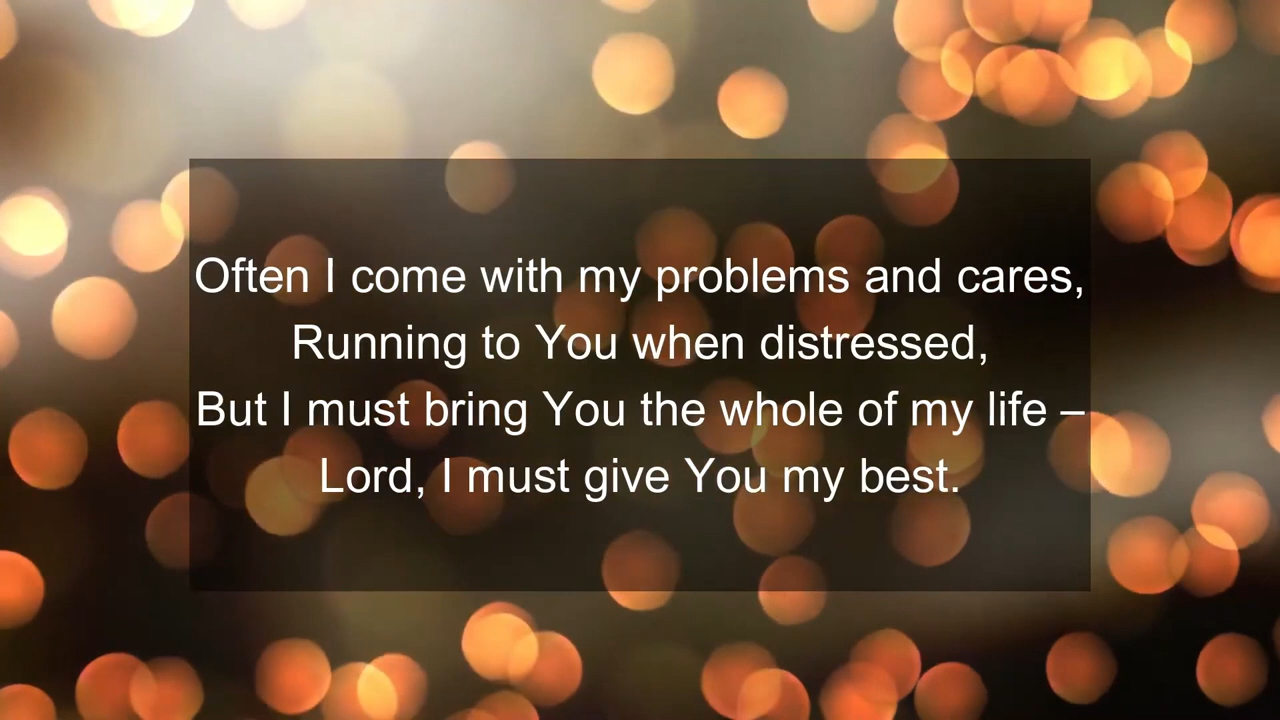 Often I come with my problems and cares,
Running to You when distressed,
But I must bring You the whole of my life –
Lord, I must give You my best.